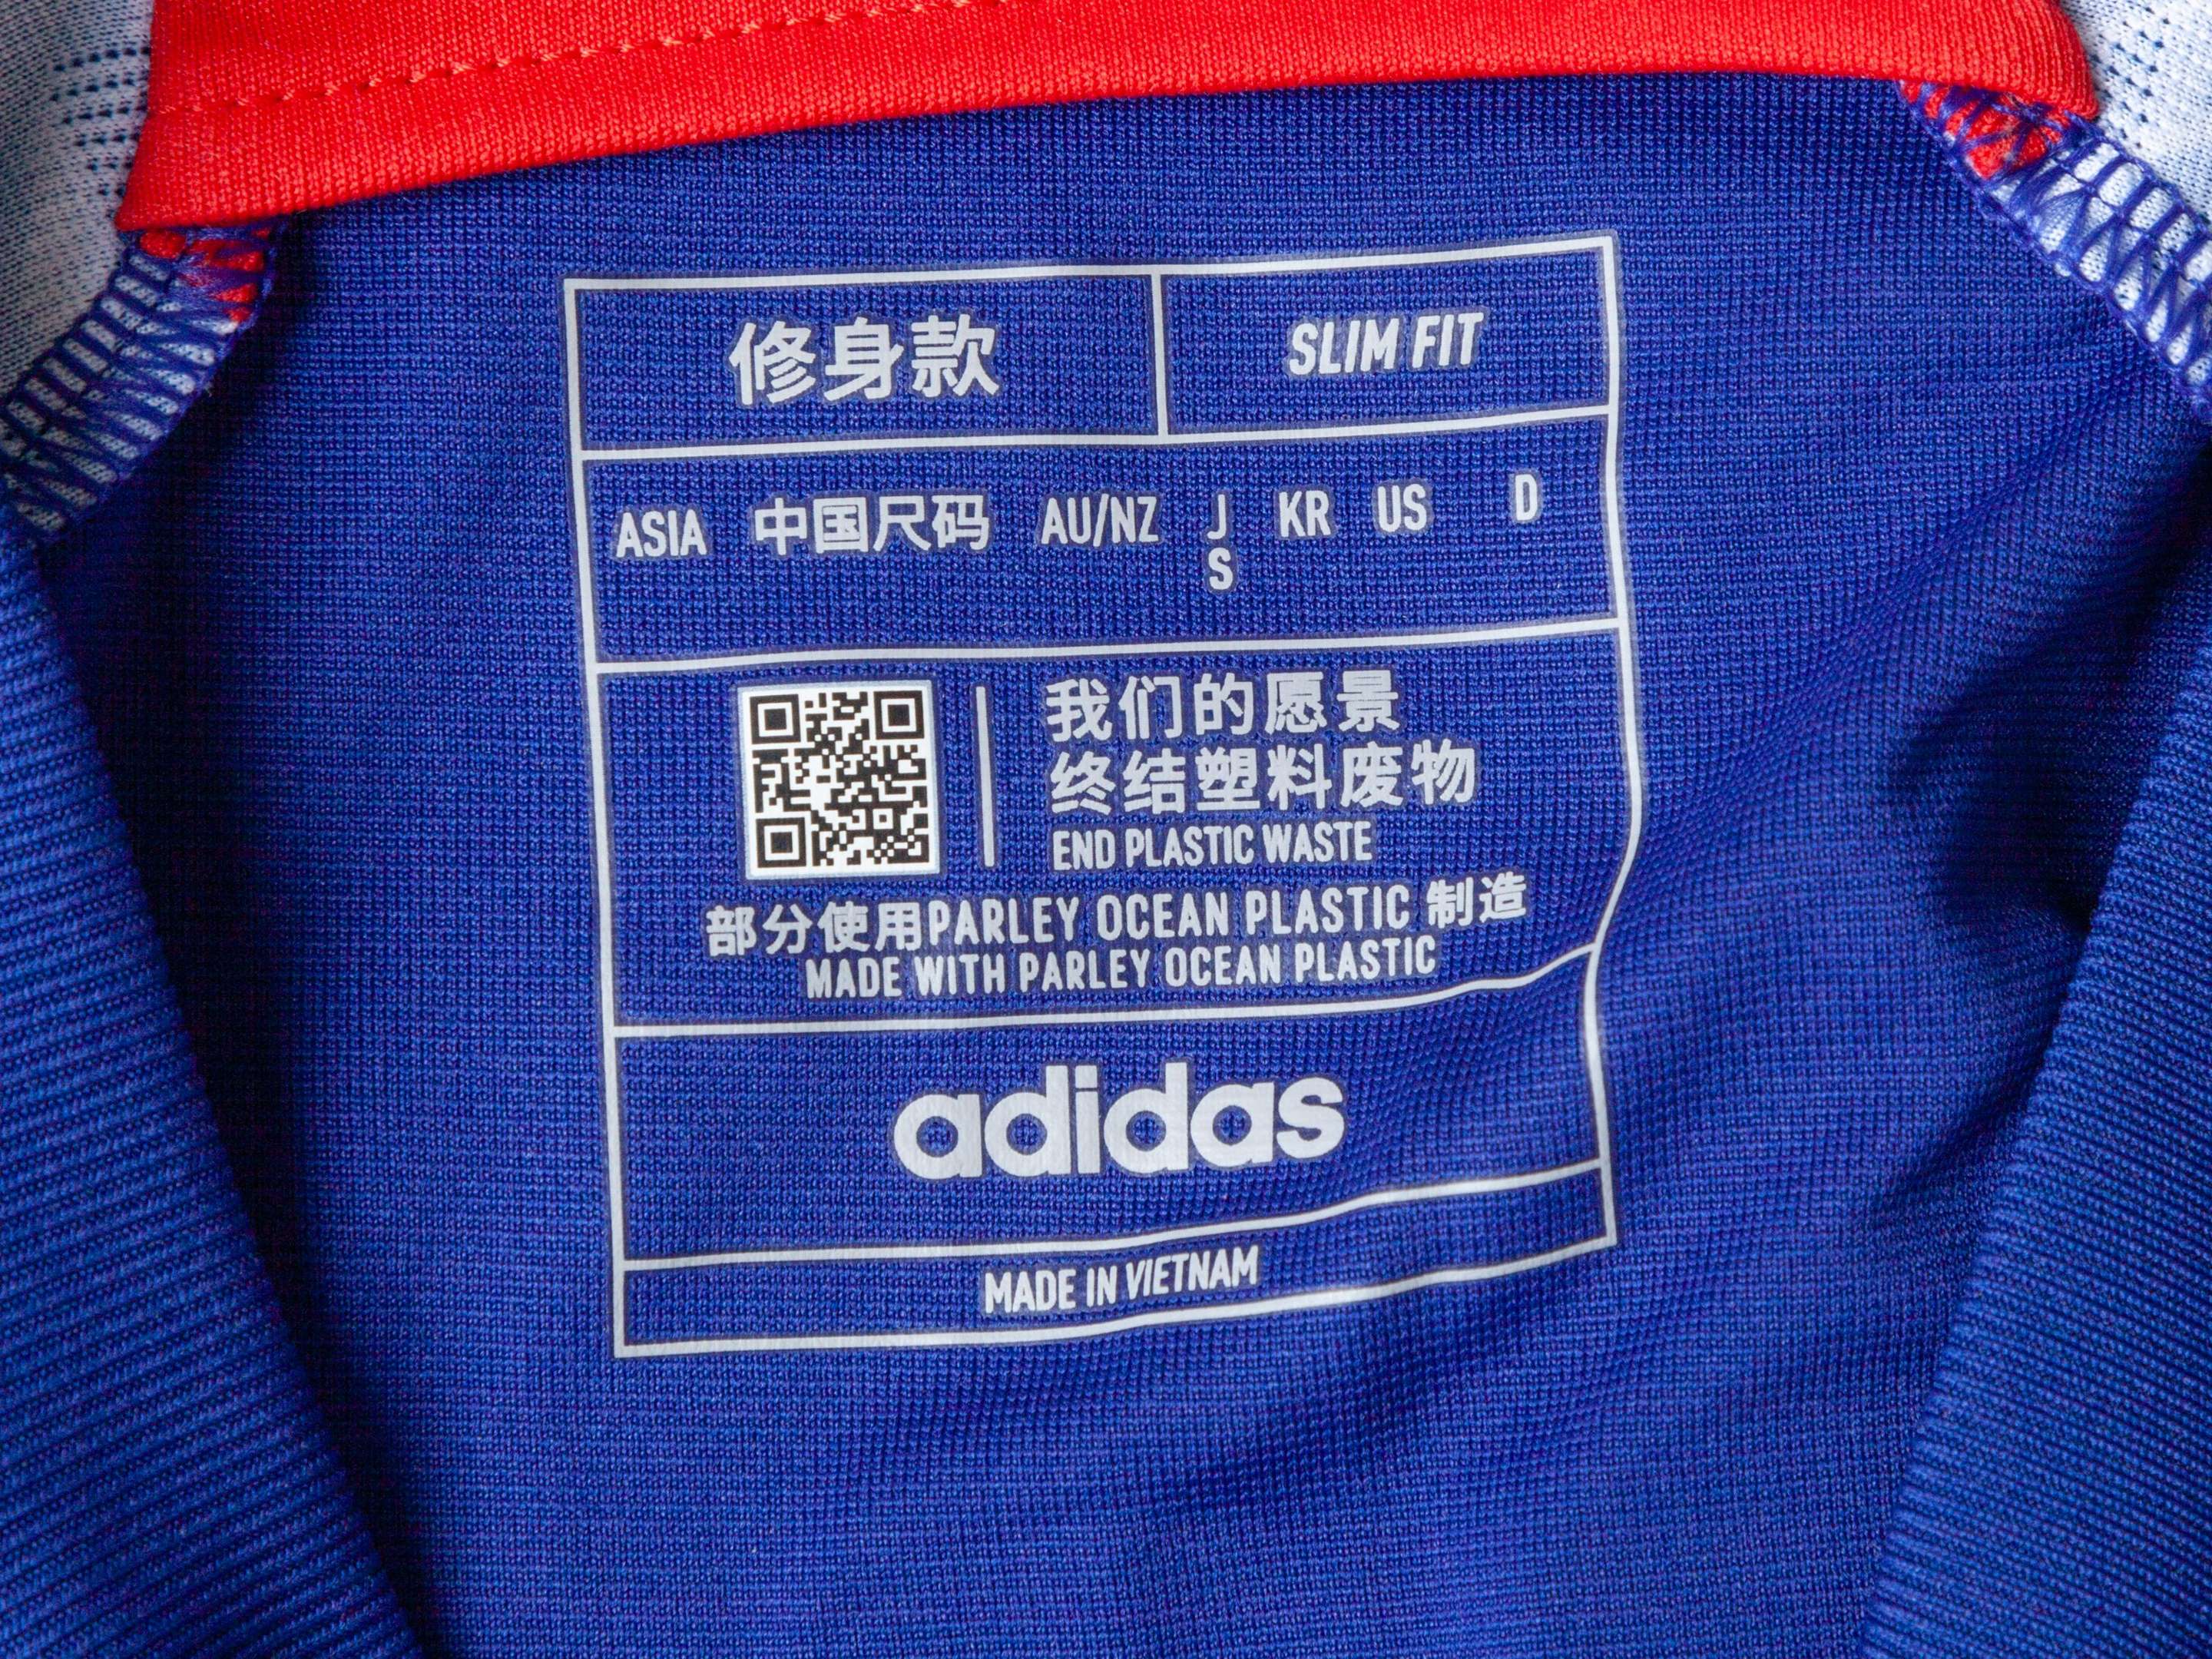 修身款 SLIM FIT
ASIA 中国尺码 AU/NZ J KR US D
S
我们的愿景
终结塑料废物
END PLASTIC WASTE
部分使用PARLEY OCEAN PLASTIC 制造
MADE WITH PARLEY OCEAN PLASTIC
adidas
MADE IN VIETNAM